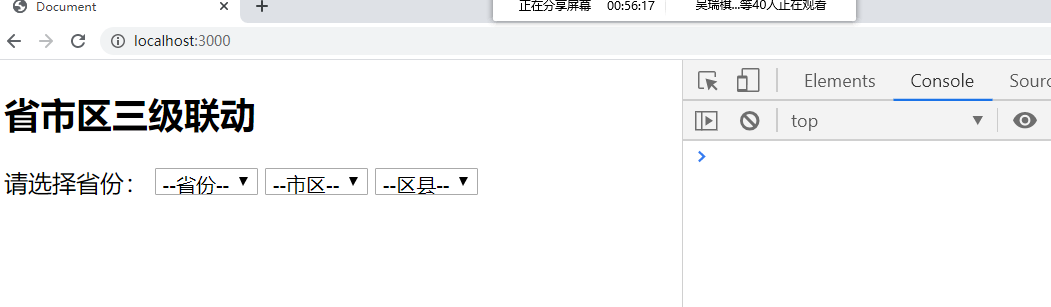 Document
正在分享屏幕 00:56:17 吴瑞棋...等40人正在观看
localhost:3000
Elements Console Sourc
top
省市区三级联动
请选择省份： --省份-- --市区-- --区县--